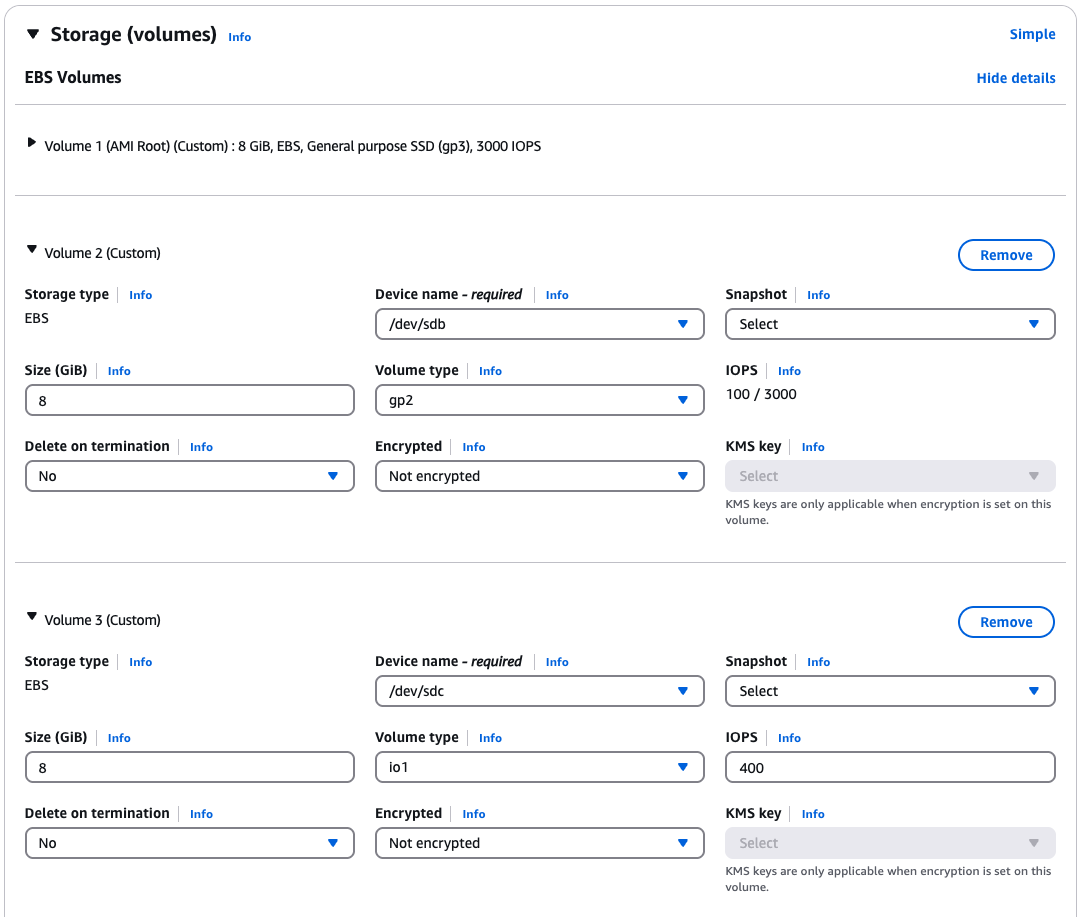 Storage (volumes) Info Simple
EBS Volumes Hide details
Volume 1 (AMI Root) (Custom) : 8 GiB, EBS, General purpose SSD (gp3), 3000 IOPS
Volume 2 (Custom) Remove
Storage type Info Device name - required Info Snapshot Info
EBS /dev/sdb Select
Size (GiB) Info Volume type Info IOPS Info
8 gp2 100 / 3000
Delete on termination Info Encrypted Info KMS key Info
No Not encrypted Select
KMS keys are only applicable when encryption is set on this
volume.
Volume 3 (Custom) Remove
Storage type Info Device name - required Info Snapshot Info
EBS /dev/sdc Select
Size (GiB) Info Volume type Info IOPS Info
8 io1 400
Delete on termination Info Encrypted Info KMS key Info
No Not encrypted Select
KMS keys are only applicable when encryption is set on this
volume.